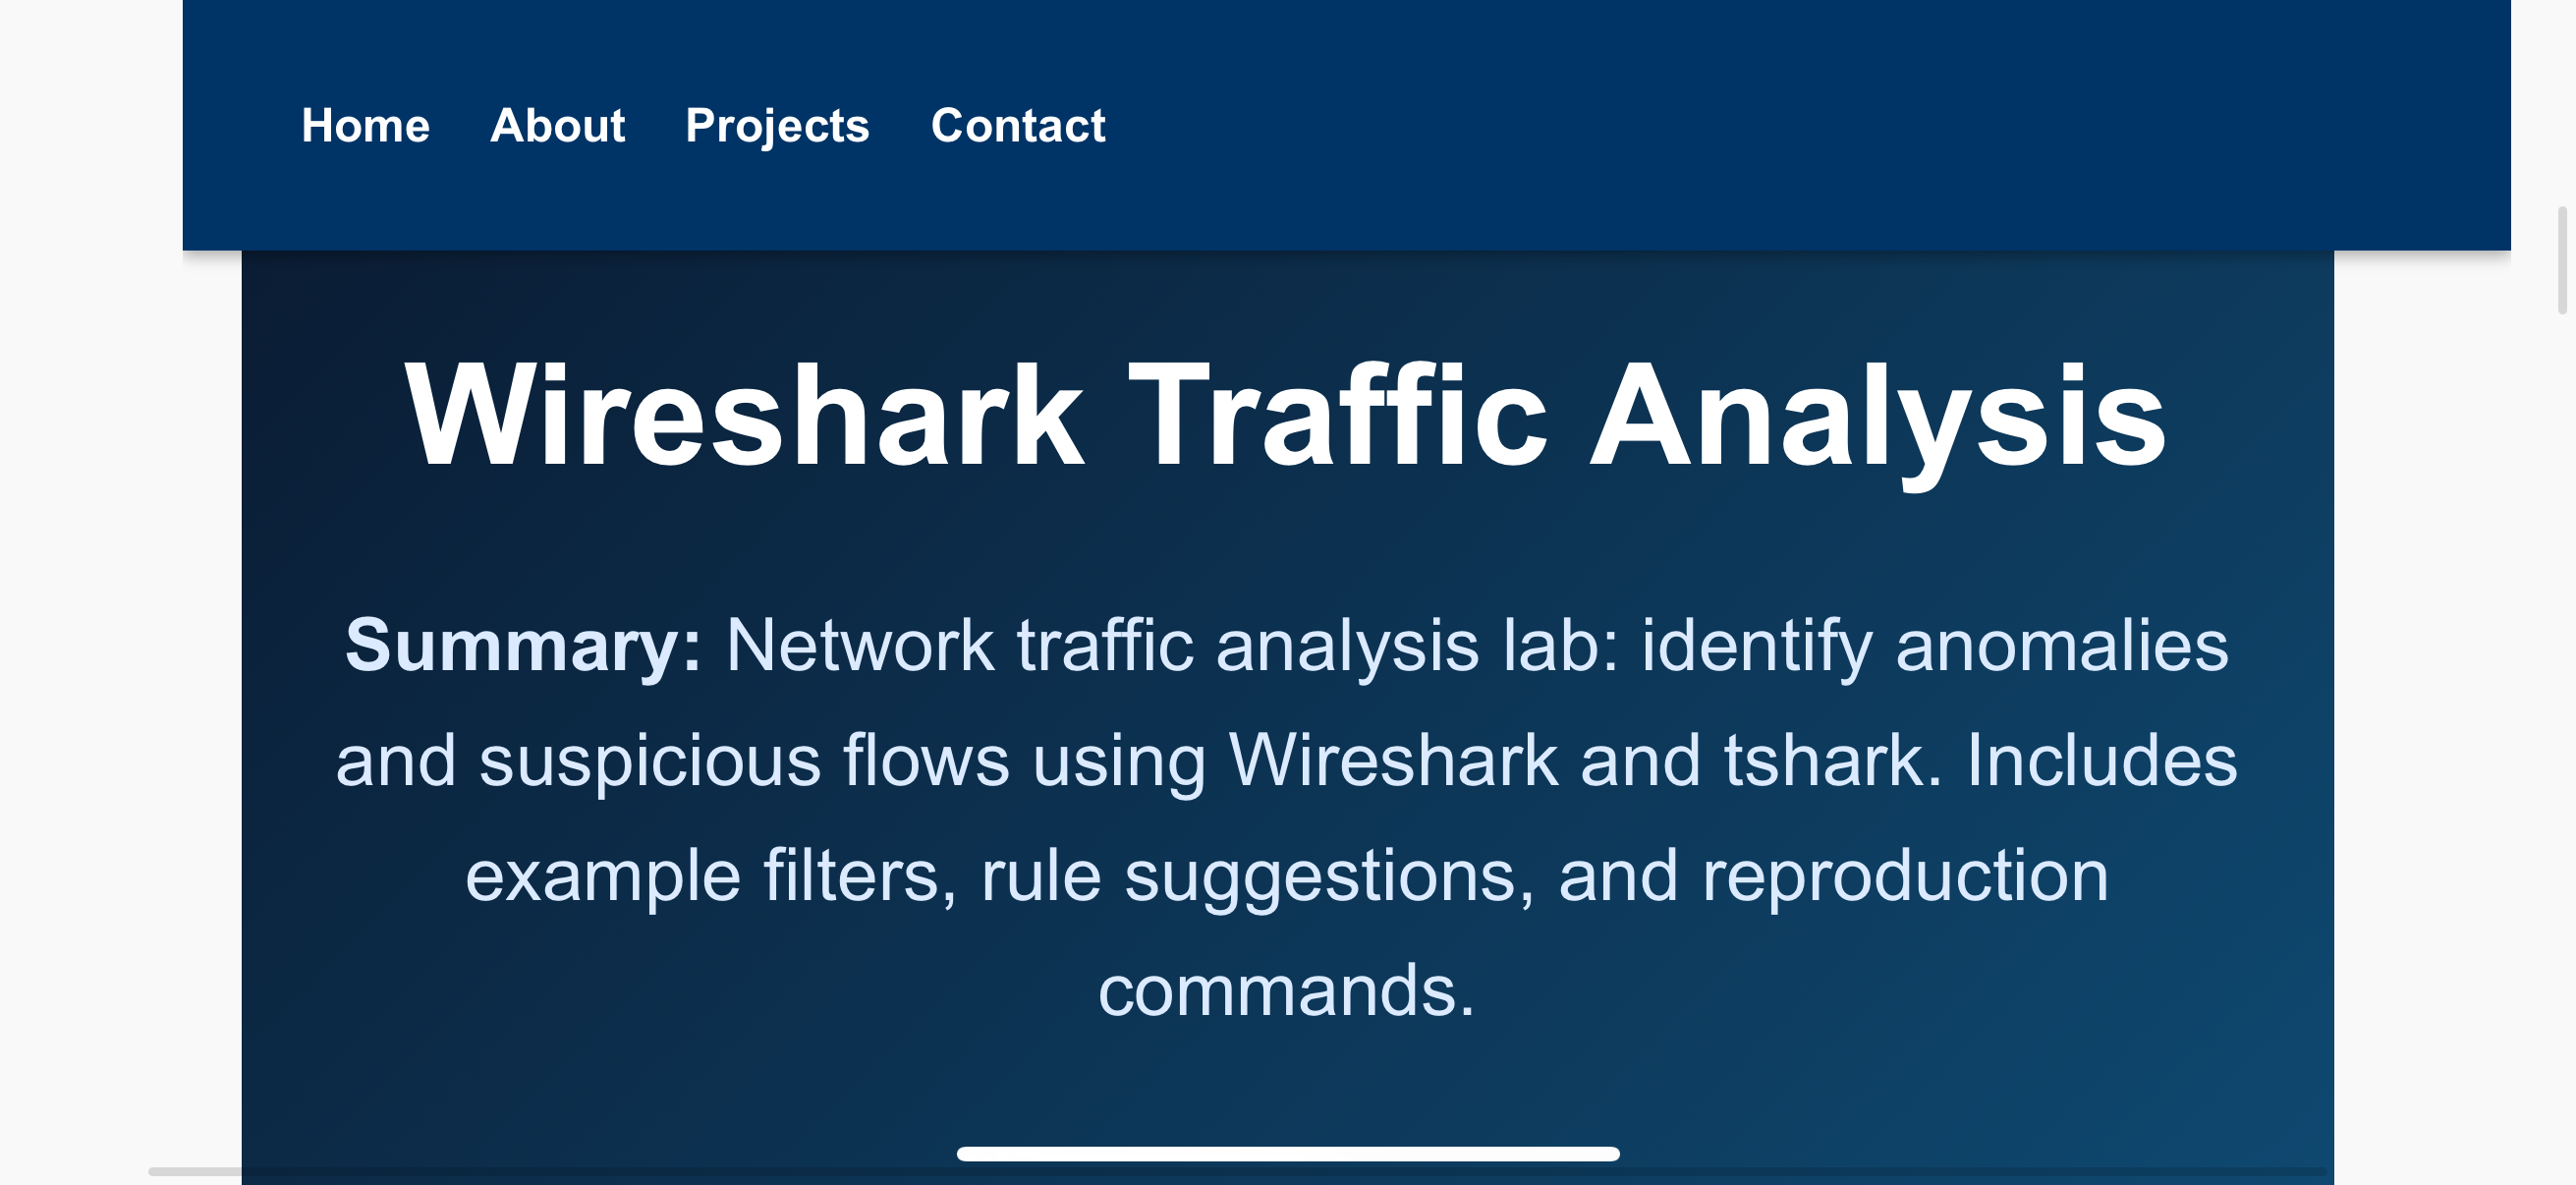 Home About Projects Contact
Wireshark Traffic Analysis
Summary: Network traffic analysis lab: identify anomalies
and suspicious flows using Wireshark and tshark. Includes
example filters, rule suggestions, and reproduction
commands.